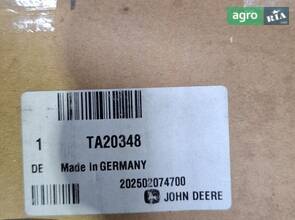 agro RIA
1 TA20348
DE Made in GERMANY
202502074700
JOHN DEERE